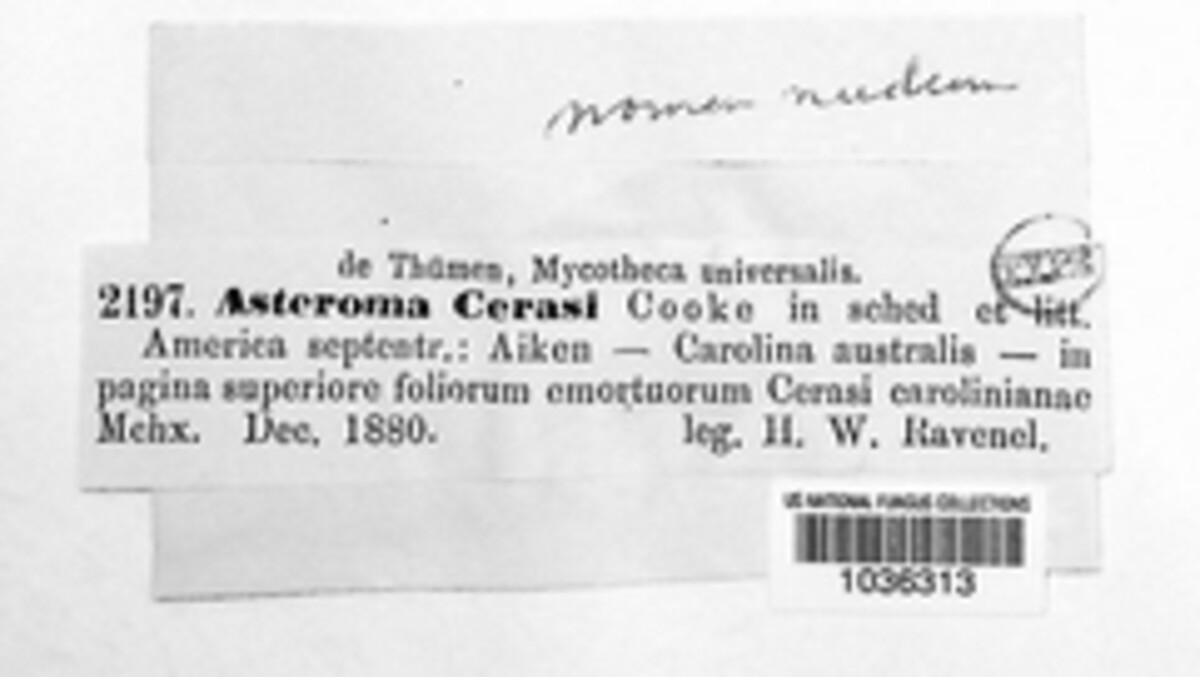 nomen nudum
de Thümen, Mycotheca universalis.
TYPE
2197. Asteroma Cerasi Cooke in sched et litt.
America septentr.: Aiken — Carolina australis — in
pagina superiore foliorum emortuorum Cerasi carolinianae
Mchx. Dec. 1880. leg. H. W. Ravenel.
US NATIONAL FUNGUS COLLECTIONS
1036313